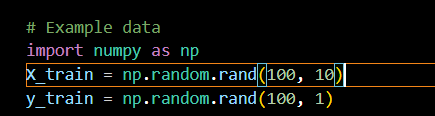 # Example data
import numpy as np
X_train = np.random.rand(100, 10)
y_train = np.random.rand(100, 1)